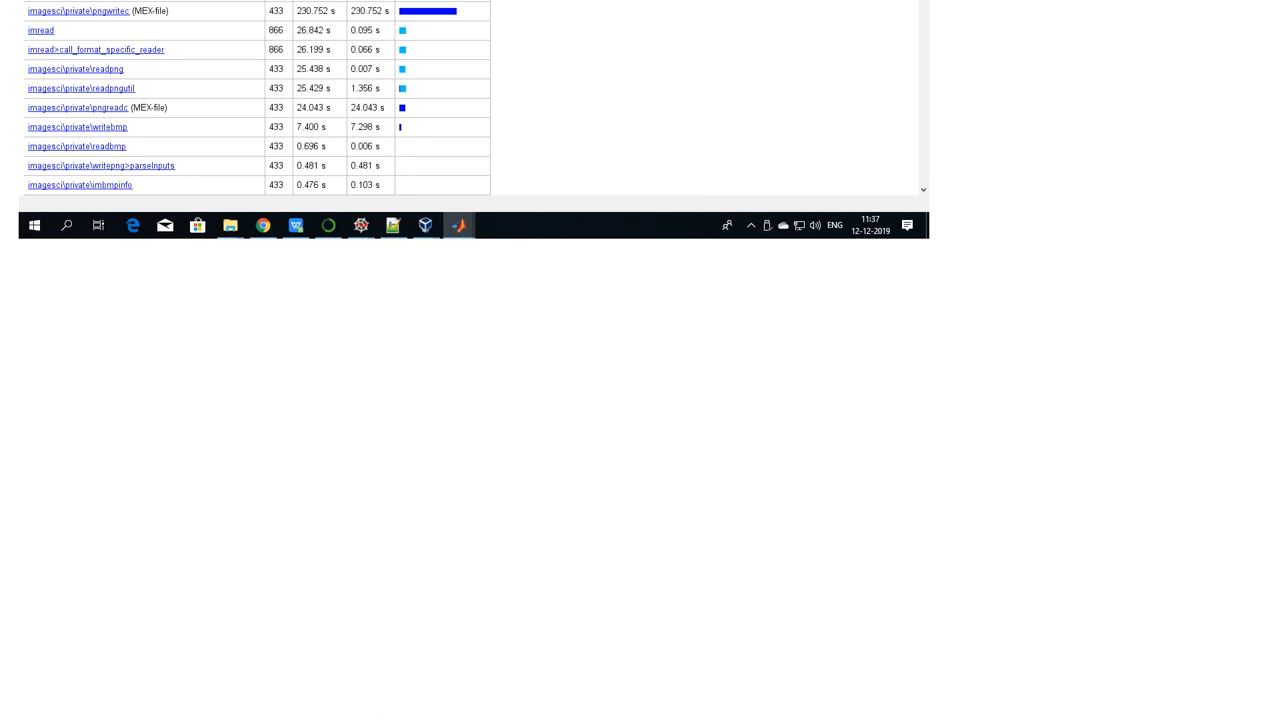 imagesci\private\pngwritec (MEX-file) 433 230.752 s 230.752 s
imread 866 26.842 s 0.095 s
imread>call_format_specific_reader 866 26.199 s 0.066 s
imagesci\private\readpng 433 25.438 s 0.007 s
imagesci\private\readpngutil 433 25.429 s 1.356 s
imagesci\private\pngreadc (MEX-file) 433 24.043 s 24.043 s
imagesci\private\writebmp 433 7.400 s 7.298 s
imagesci\private\readbmp 433 0.696 s 0.006 s
imagesci\private\writepng>parseInputs 433 0.481 s 0.481 s
imagesci\private\imbmpinfo 433 0.476 s 0.103 s
ENG 11:37
12-12-2019